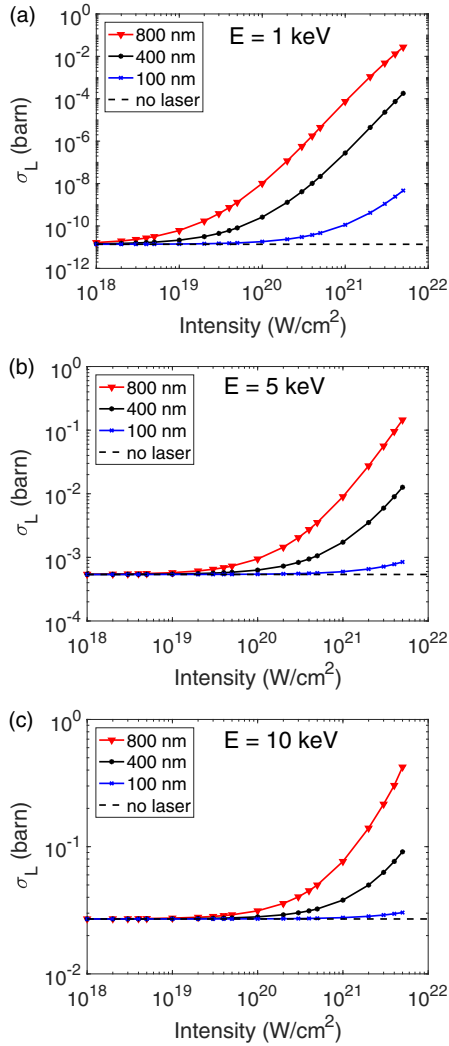 (a)
E = 1 keV
800 nm
400 nm
100 nm
no laser
σ_L (barn)
10^0
10^-2
10^-4
10^-6
10^-8
10^-10
10^-12
10^18 10^19 10^20 10^21 10^22
Intensity (W/cm^2)
(b)
E = 5 keV
800 nm
400 nm
100 nm
no laser
σ_L (barn)
10^0
10^-1
10^-2
10^-3
10^-4
10^18 10^19 10^20 10^21 10^22
Intensity (W/cm^2)
(c)
E = 10 keV
800 nm
400 nm
100 nm
no laser
σ_L (barn)
10^0
10^-1
10^-2
10^18 10^19 10^20 10^21 10^22
Intensity (W/cm^2)